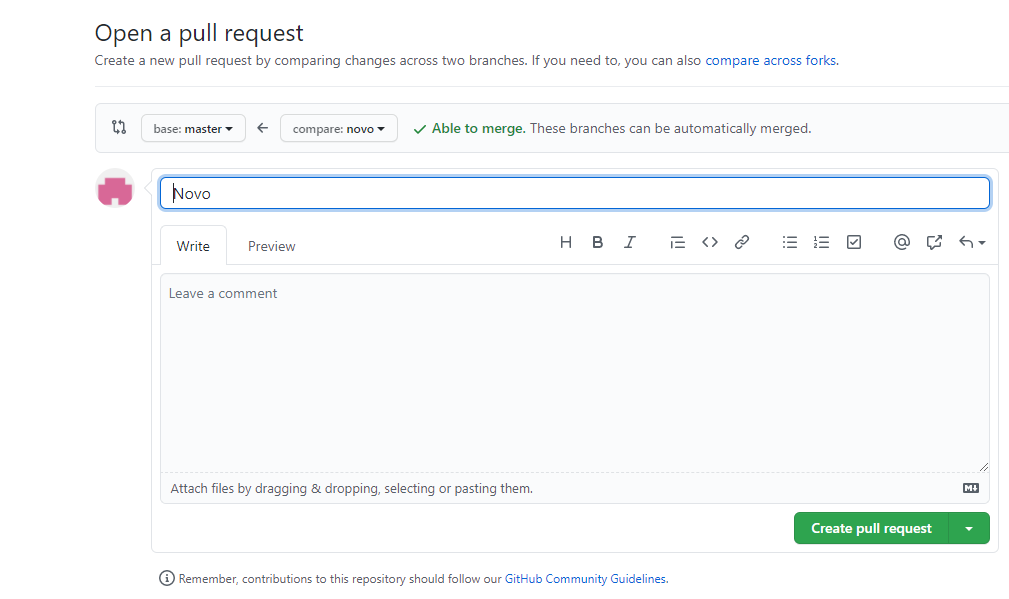 Open a pull request
Create a new pull request by comparing changes across two branches. If you need to, you can also compare across forks.
base: master compare: novo Able to merge. These branches can be automatically merged.
Novo
Write Preview H B I @
Leave a comment
Attach files by dragging & dropping, selecting or pasting them.
Create pull request
Remember, contributions to this repository should follow our GitHub Community Guidelines.